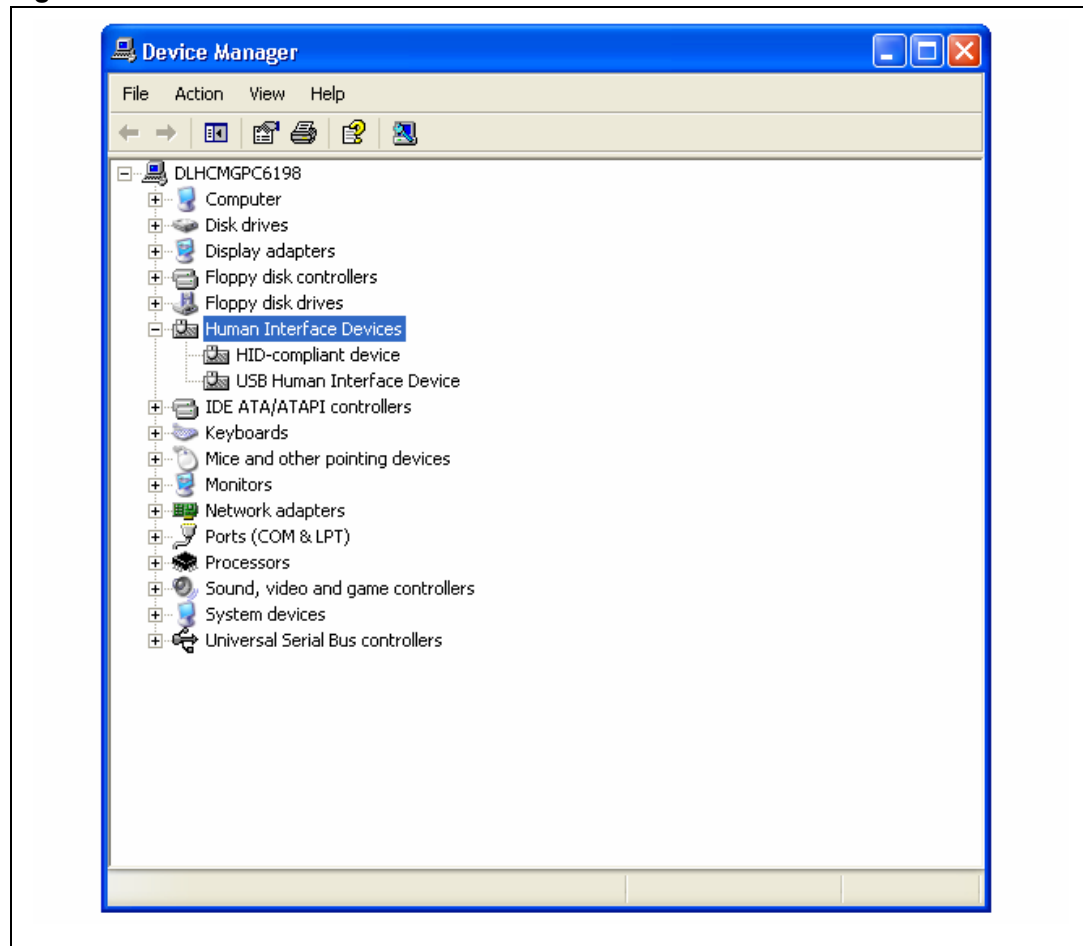 Device Manager
File Action View Help
DLHCMGPC6198
Computer
Disk drives
Display adapters
Floppy disk controllers
Floppy disk drives
Human Interface Devices
HID-compliant device
USB Human Interface Device
IDE ATA/ATAPI controllers
Keyboards
Mice and other pointing devices
Monitors
Network adapters
Ports (COM & LPT)
Processors
Sound, video and game controllers
System devices
Universal Serial Bus controllers